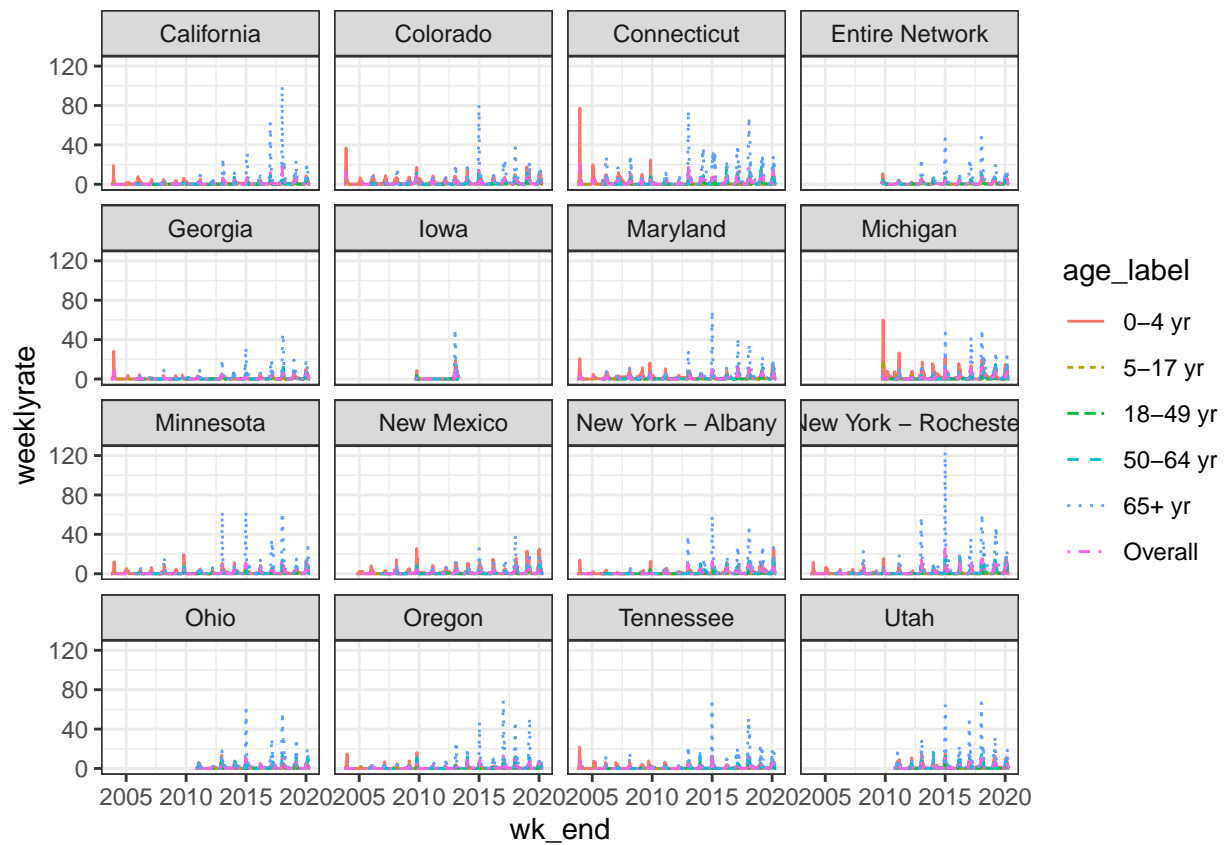 California Colorado Connecticut Entire Network
120
80
40
0
Georgia Iowa Maryland Michigan
120
80
40
0
Minnesota New Mexico New York − Albany New York − Rocheste
120
80
40
0
Ohio Oregon Tennessee Utah
120
80
40
0
2005 2010 2015 2020 2005 2010 2015 2020 2005 2010 2015 2020 2005 2010 2015 2020
wk_end
weeklyrate
age_label
0−4 yr
5−17 yr
18−49 yr
50−64 yr
65+ yr
Overall